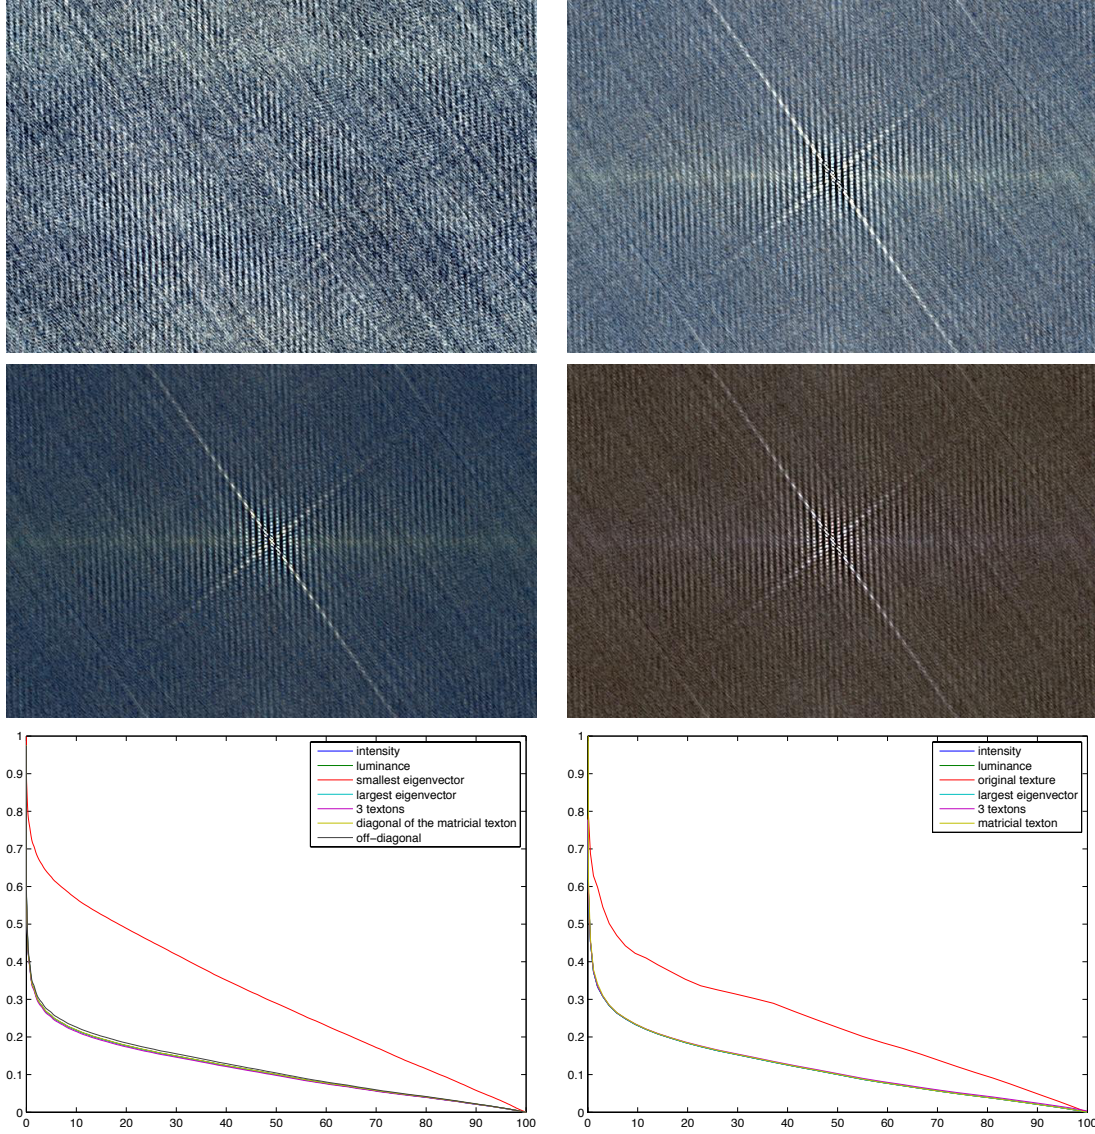 1
0.9
0.8
0.7
0.6
0.5
0.4
0.3
0.2
0.1
0
0 10 20 30 40 50 60 70 80 90 100
intensity
luminance
smallest eigenvector
largest eigenvector
3 textons
diagonal of the matricial texton
off−diagonal
1
0.9
0.8
0.7
0.6
0.5
0.4
0.3
0.2
0.1
0
0 10 20 30 40 50 60 70 80 90 100
intensity
luminance
original texture
largest eigenvector
3 textons
matricial texton